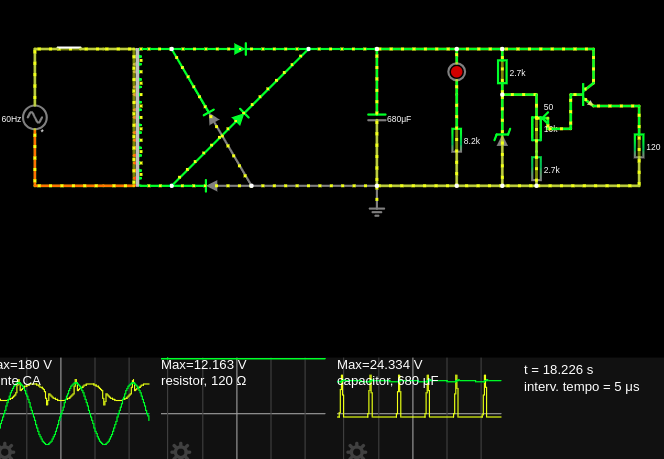 2.7k
50
10k
60Hz
680µF
8.2k
2.7k
120
ax=180 V
nte CA
Max=12.163 V
resistor, 120 Ω
Max=24.334 V
capacitor, 680 µF
t = 18.226 s
interv. tempo = 5 µs